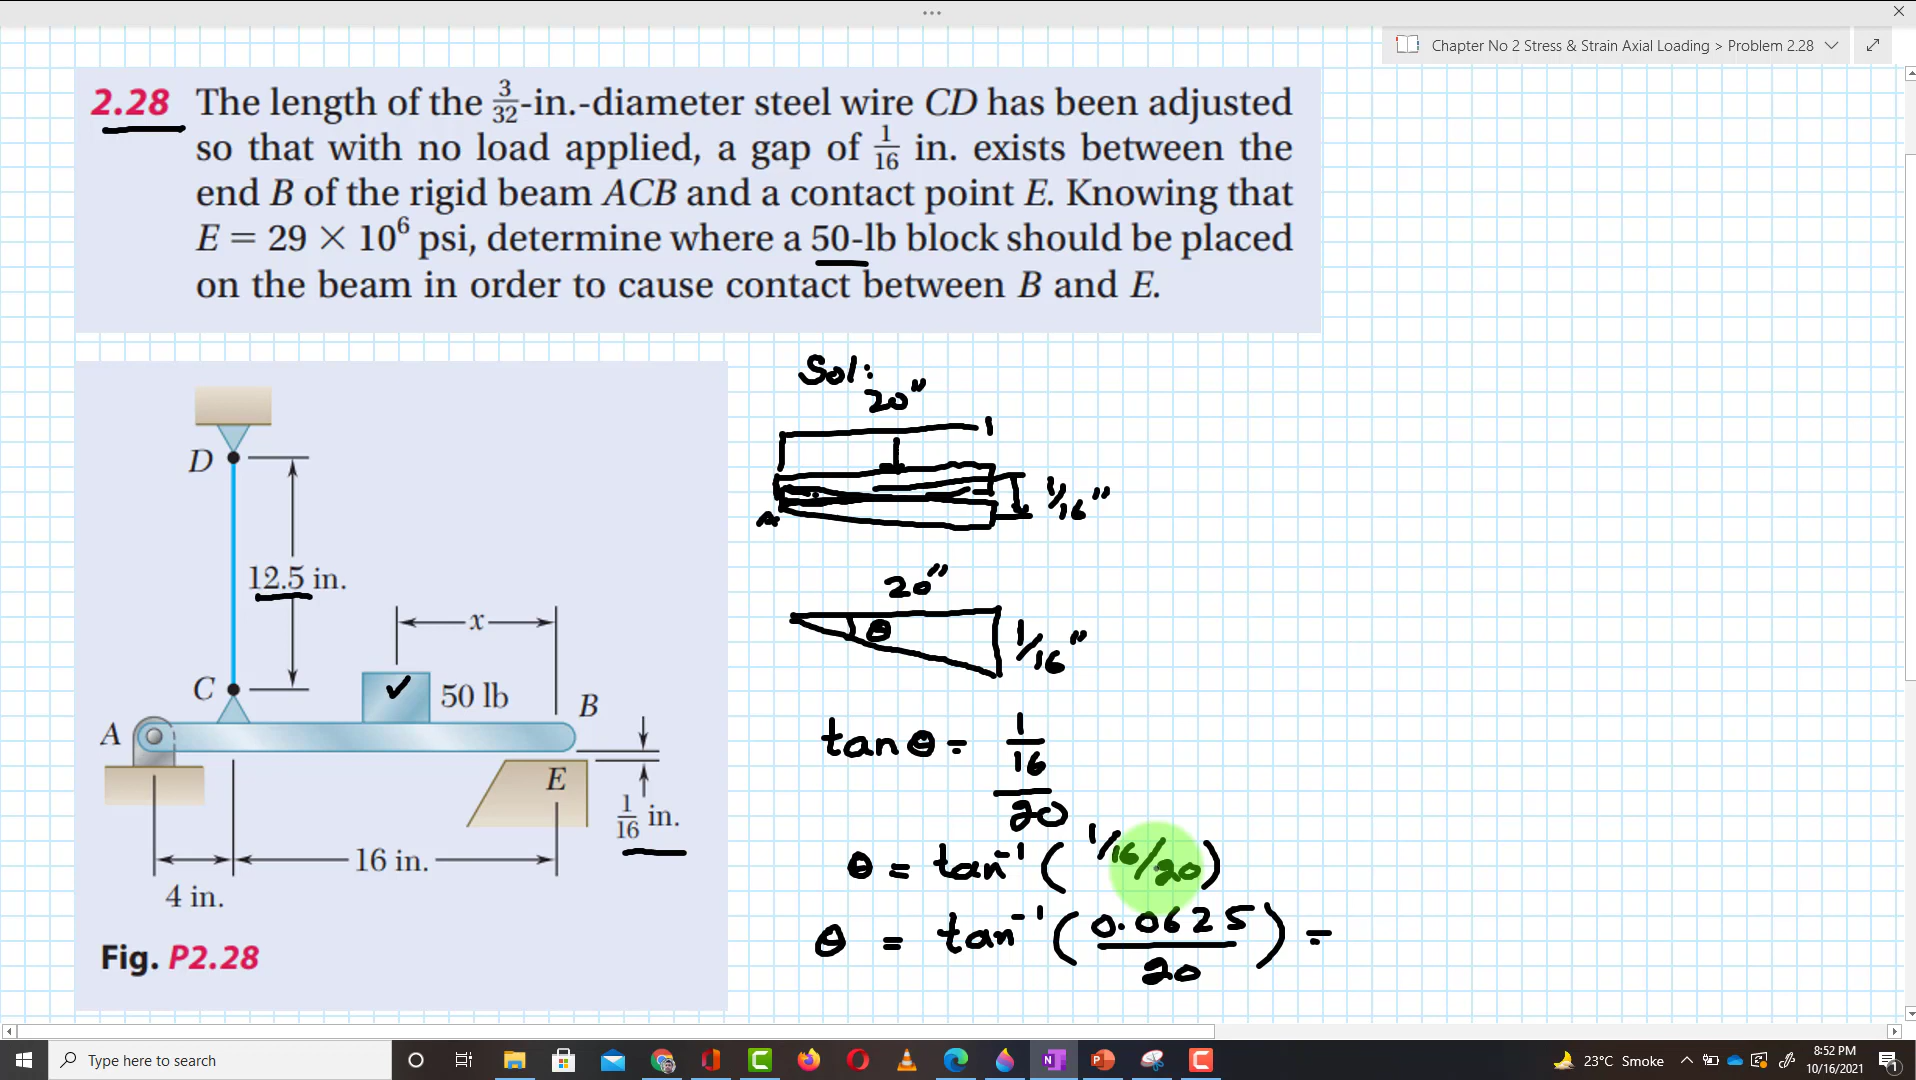 ...
Chapter No 2 Stress & Strain Axial Loading > Problem 2.28
2.28 The length of the 3/32-in.-diameter steel wire CD has been adjusted
so that with no load applied, a gap of 1/16 in. exists between the
end B of the rigid beam ACB and a contact point E. Knowing that
E = 29 × 10⁶ psi, determine where a 50-lb block should be placed
on the beam in order to cause contact between B and E.
D
12.5 in.
x
C
50 lb
B
A
E
1/16 in.
16 in.
4 in.
Fig. P2.28
Sol:
20"
1/16"
A
20"
θ
1/16"
tan θ = 1/16 / 20
θ = tan⁻¹ ( 1/16/20)
θ = tan⁻¹ ( 0.0625 / 20 ) =
Type here to search
23°C Smoke
8:52 PM
10/16/2021
1